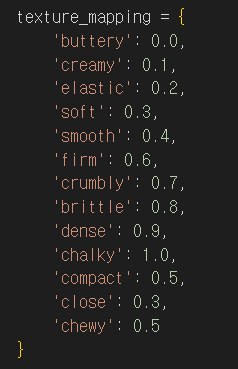 texture_mapping = {
    'buttery': 0.0,
    'creamy': 0.1,
    'elastic': 0.2,
    'soft': 0.3,
    'smooth': 0.4,
    'firm': 0.6,
    'crumbly': 0.7,
    'brittle': 0.8,
    'dense': 0.9,
    'chalky': 1.0,
    'compact': 0.5,
    'close': 0.3,
    'chewy': 0.5
}